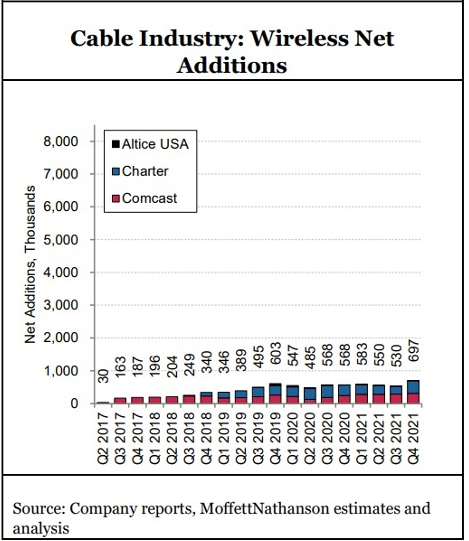 Cable Industry: Wireless Net
Additions
8,000
7,000
6,000
5,000
4,000
3,000
2,000
1,000
0
Net Additions, Thousands
Altice USA
Charter
Comcast
30
163
187
196
204
249
340
346
389
495
603
547
485
568
568
583
550
530
697
Q2 2017
Q3 2017
Q4 2017
Q1 2018
Q2 2018
Q3 2018
Q4 2018
Q1 2019
Q2 2019
Q3 2019
Q4 2019
Q1 2020
Q2 2020
Q3 2020
Q4 2020
Q1 2021
Q2 2021
Q3 2021
Q4 2021
Source: Company reports, MoffettNathanson estimates and
analysis